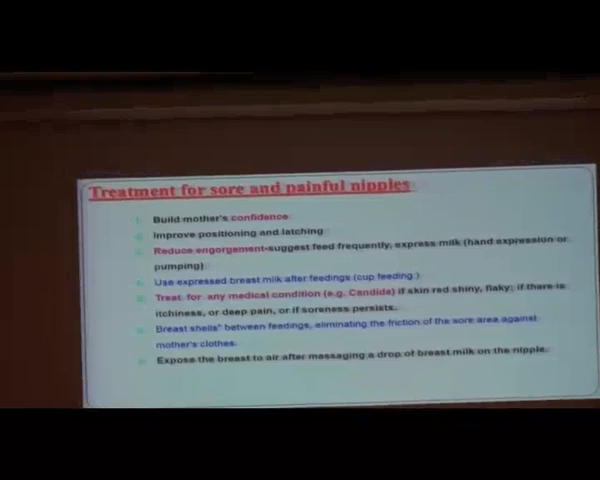 Treatment for sore and painful nipples
Build mother's confidence
Improve positioning and latching
Reduce engorgement-suggest feed frequently, express milk (hand expression or
pumping)
Use expressed breast milk after feedings (cup feeding )
Treat for any medical condition (e.g. Candida) if skin red shiny, flaky; if there is
itchiness, or deep pain, or if soreness persists.
Breast shells" between feedings, eliminating the friction of the sore area against
mother's clothes.
Expose the breast to air after massaging a drop of breast milk on the nipple.